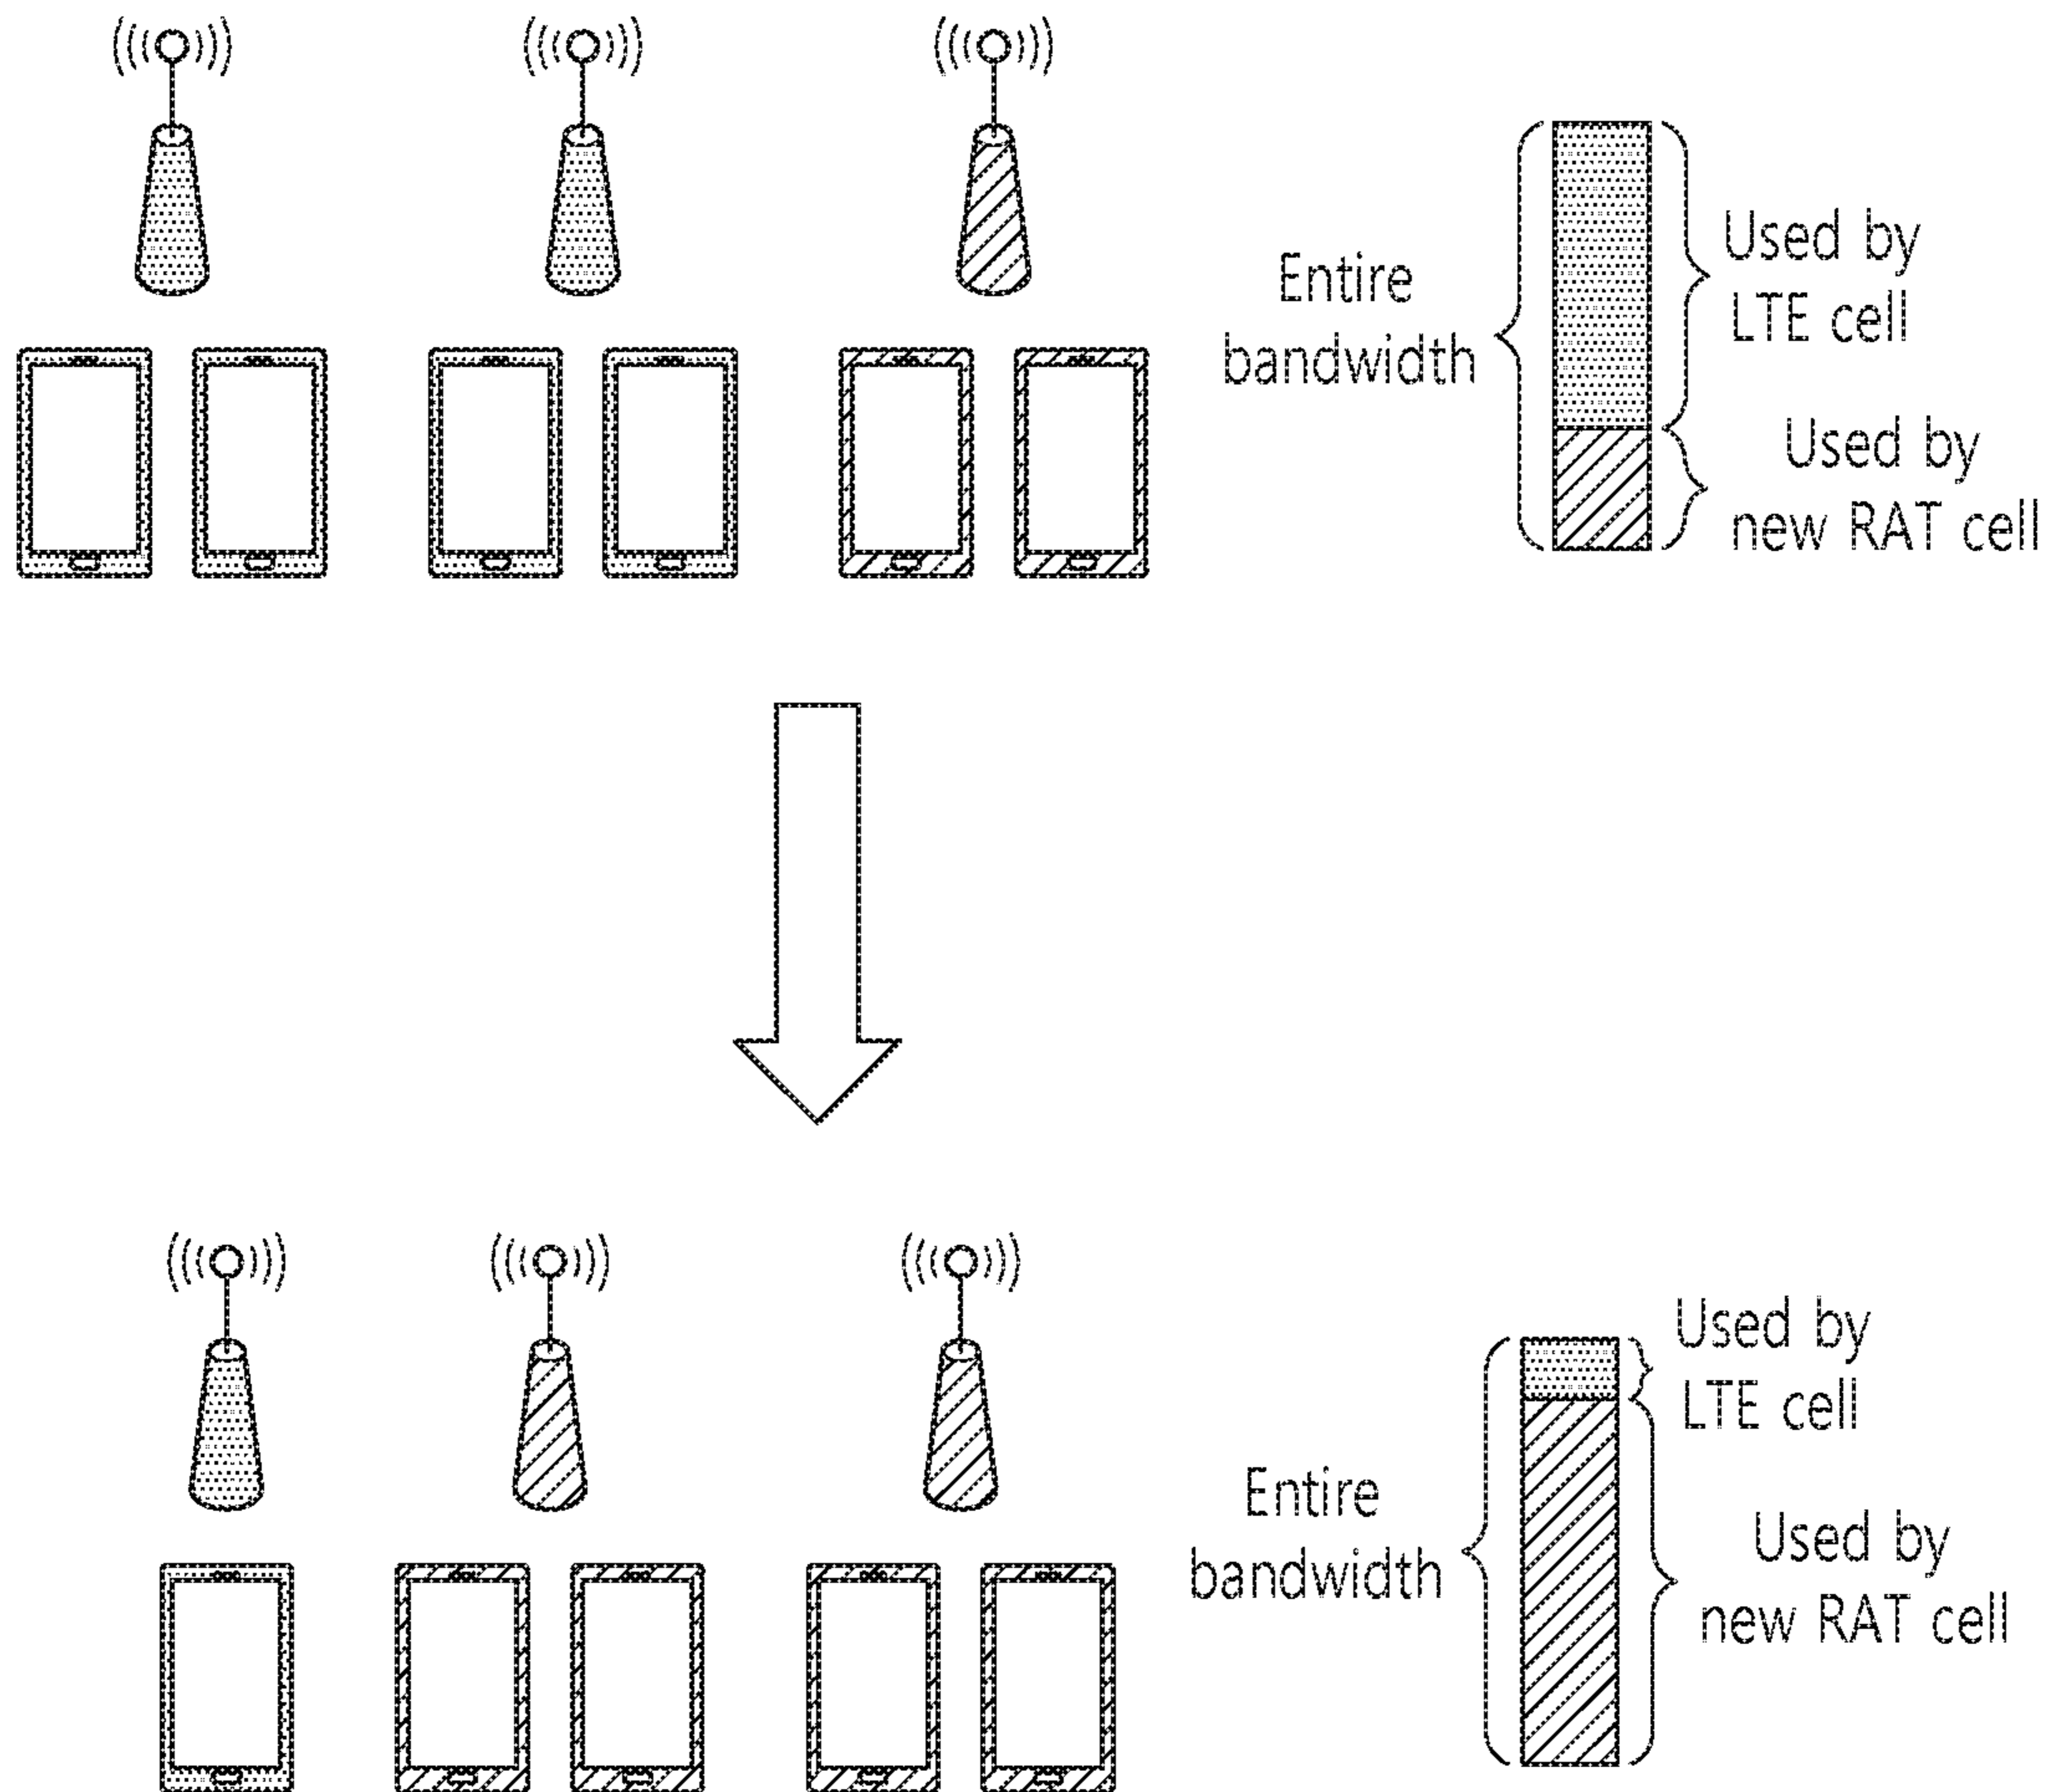 Entire
bandwidth
Used by
LTE cell
Used by
new RAT cell
Used by
LTE cell
Entire
bandwidth
Used by
new RAT cell